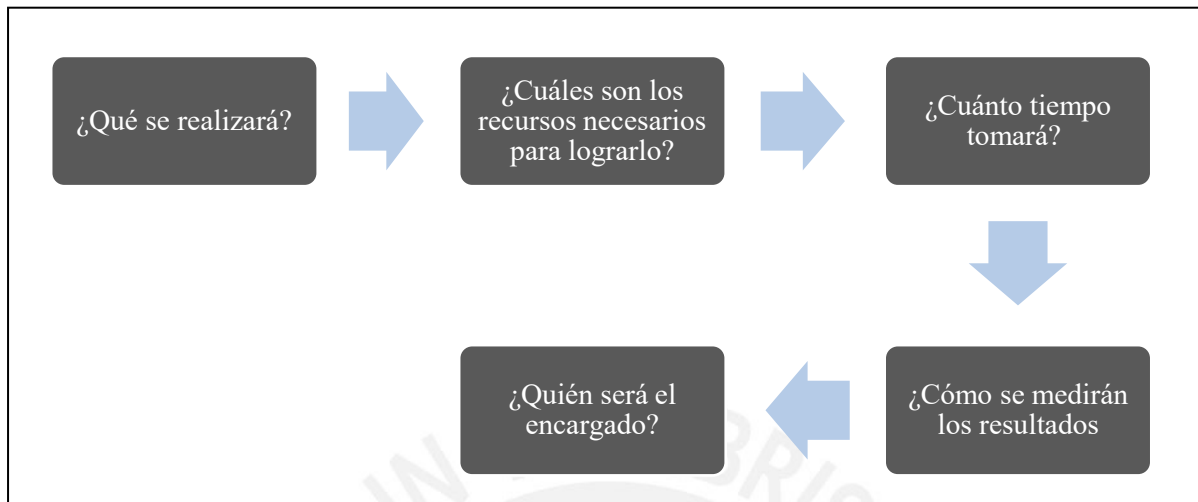 ¿Qué se realizará?
¿Cuáles son los
recursos necesarios
para lograrlo?
¿Cuánto tiempo
tomará?
¿Cómo se medirán
los resultados
¿Quién será el
encargado?